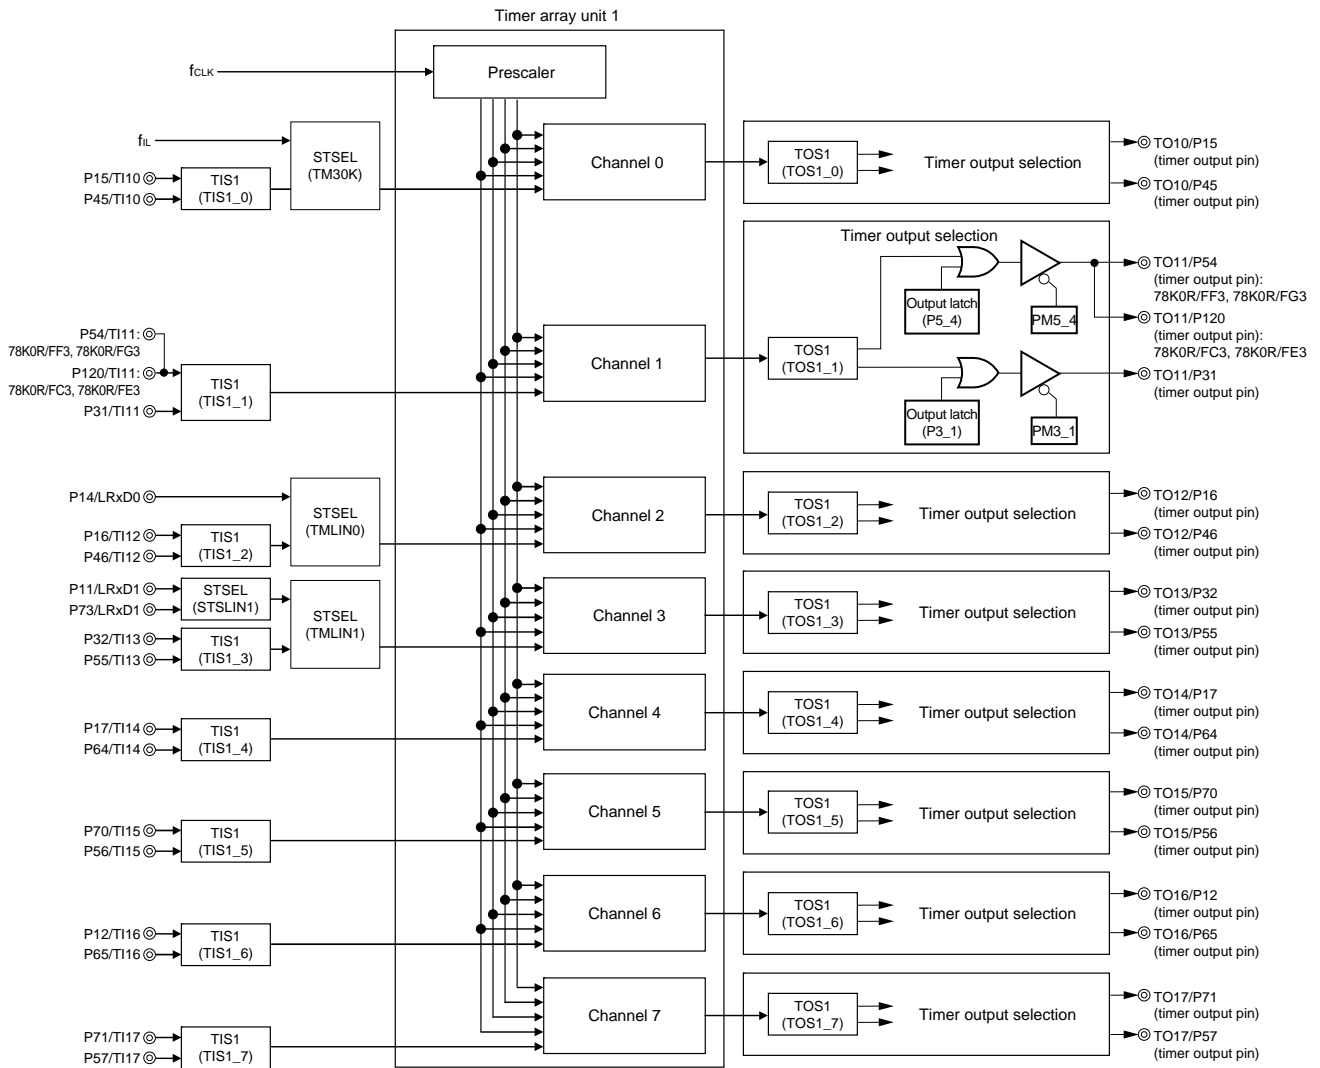 Timer array unit 1
fCLK
Prescaler
fIL
STSEL
(TM30K)
P15/TI10
P45/TI10
TIS1
(TIS1_0)
Channel 0
TOS1
(TOS1_0)
Timer output selection
TO10/P15
(timer output pin)
TO10/P45
(timer output pin)
P54/TI11:
78K0R/FF3, 78K0R/FG3
P120/TI11:
78K0R/FC3, 78K0R/FE3
P31/TI11
TIS1
(TIS1_1)
Channel 1
Timer output selection
TOS1
(TOS1_1)
Output latch
(P5_4)
PM5_4
Output latch
(P3_1)
PM3_1
TO11/P54
(timer output pin):
78K0R/FF3, 78K0R/FG3
TO11/P120
(timer output pin):
78K0R/FC3, 78K0R/FE3
TO11/P31
(timer output pin)
P14/LRxD0
P16/TI12
P46/TI12
TIS1
(TIS1_2)
STSEL
(TMLIN0)
Channel 2
TOS1
(TOS1_2)
Timer output selection
TO12/P16
(timer output pin)
TO12/P46
(timer output pin)
P11/LRxD1
P73/LRxD1
STSEL
(STSLIN1)
P32/TI13
P55/TI13
TIS1
(TIS1_3)
STSEL
(TMLIN1)
Channel 3
TOS1
(TOS1_3)
Timer output selection
TO13/P32
(timer output pin)
TO13/P55
(timer output pin)
P17/TI14
P64/TI14
TIS1
(TIS1_4)
Channel 4
TOS1
(TOS1_4)
Timer output selection
TO14/P17
(timer output pin)
TO14/P64
(timer output pin)
P70/TI15
P56/TI15
TIS1
(TIS1_5)
Channel 5
TOS1
(TOS1_5)
Timer output selection
TO15/P70
(timer output pin)
TO15/P56
(timer output pin)
P12/TI16
P65/TI16
TIS1
(TIS1_6)
Channel 6
TOS1
(TOS1_6)
Timer output selection
TO16/P12
(timer output pin)
TO16/P65
(timer output pin)
P71/TI17
P57/TI17
TIS1
(TIS1_7)
Channel 7
TOS1
(TOS1_7)
Timer output selection
TO17/P71
(timer output pin)
TO17/P57
(timer output pin)